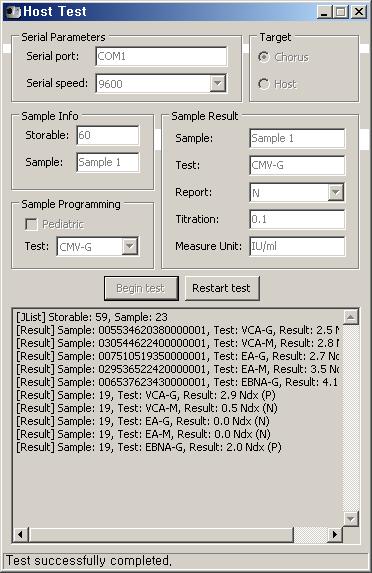 Host Test
Serial Parameters
Serial port: COM1
Serial speed: 9600
Target
Chorus
Host
Sample Info
Storable: 60
Sample: Sample 1
Sample Programming
Pediatric
Test: CMV-G
Sample Result
Sample: Sample 1
Test: CMV-G
Report: N
Titration: 0.1
Measure Unit: IU/ml
Begin test Restart test
[JList] Storable: 59, Sample: 23
[Result] Sample: 005534620380000001, Test: VCA-G, Result: 2.5
[Result] Sample: 030544622400000001, Test: VCA-M, Result: 2.8
[Result] Sample: 007510519350000001, Test: EA-G, Result: 2.7
[Result] Sample: 029536522420000001, Test: EA-M, Result: 3.5
[Result] Sample: 006537623430000001, Test: EBNA-G, Result: 4.1
[Result] Sample: 19, Test: VCA-G, Result: 2.9 Ndx (P)
[Result] Sample: 19, Test: VCA-M, Result: 0.5 Ndx (N)
[Result] Sample: 19, Test: EA-G, Result: 0.0 Ndx (N)
[Result] Sample: 19, Test: EA-M, Result: 0.0 Ndx (N)
[Result] Sample: 19, Test: EBNA-G, Result: 2.0 Ndx (P)
Test successfully completed.